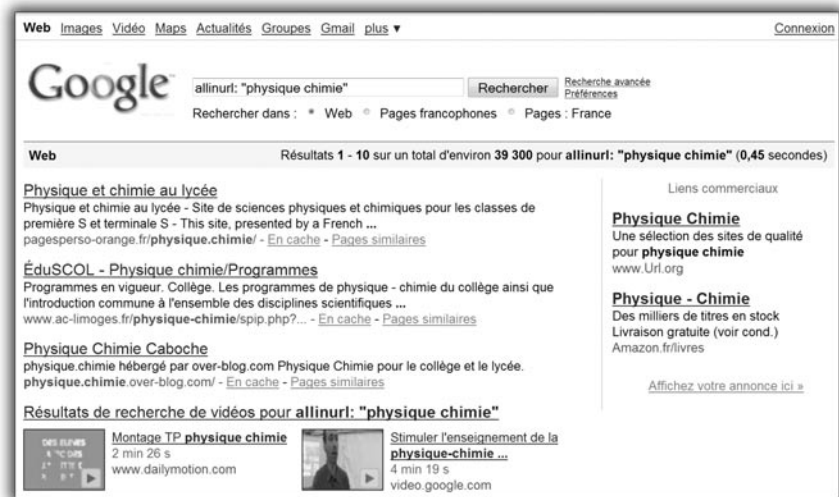 Web Images Vidéo Maps Actualités Groupes Gmail plus ▼ Connexion
Google
allinurl: "physique chimie" Rechercher Recherche avancée
Préférences
Rechercher dans : Web Pages francophones Pages : France
Web Résultats 1 - 10 sur un total d'environ 39 300 pour allinurl: "physique chimie" (0,45 secondes)
Physique et chimie au lycée
Physique et chimie au lycée - Site de sciences physiques et chimiques pour les classes de
première S et terminale S - This site, presented by a French ...
pagesperso-orange.fr/physique.chimie/ - En cache - Pages similaires
ÉduSCOL - Physique chimie/Programmes
Programmes en vigueur. Collège. Les programmes de physique - chimie du collège ainsi que
l'introduction commune à l'ensemble des disciplines scientifiques ...
www.ac-limoges.fr/physique-chimie/spip.php?... - En cache - Pages similaires
Physique Chimie Caboche
physique.chimie hébergé par over-blog.com Physique Chimie pour le collège et le lycée.
physique.chimie.over-blog.com/ - En cache - Pages similaires
Résultats de recherche de vidéos pour allinurl: "physique chimie"
Montage TP physique chimie
2 min 26 s
www.dailymotion.com
Stimuler l'enseignement de la
physique-chimie ...
4 min 19 s
video.google.com
Liens commerciaux
Physique Chimie
Une sélection des sites de qualité
pour physique chimie
www.Url.org
Physique - Chimie
Des milliers de titres en stock
Livraison gratuite (voir cond.)
Amazon.fr/livres
Affichez votre annonce ici »